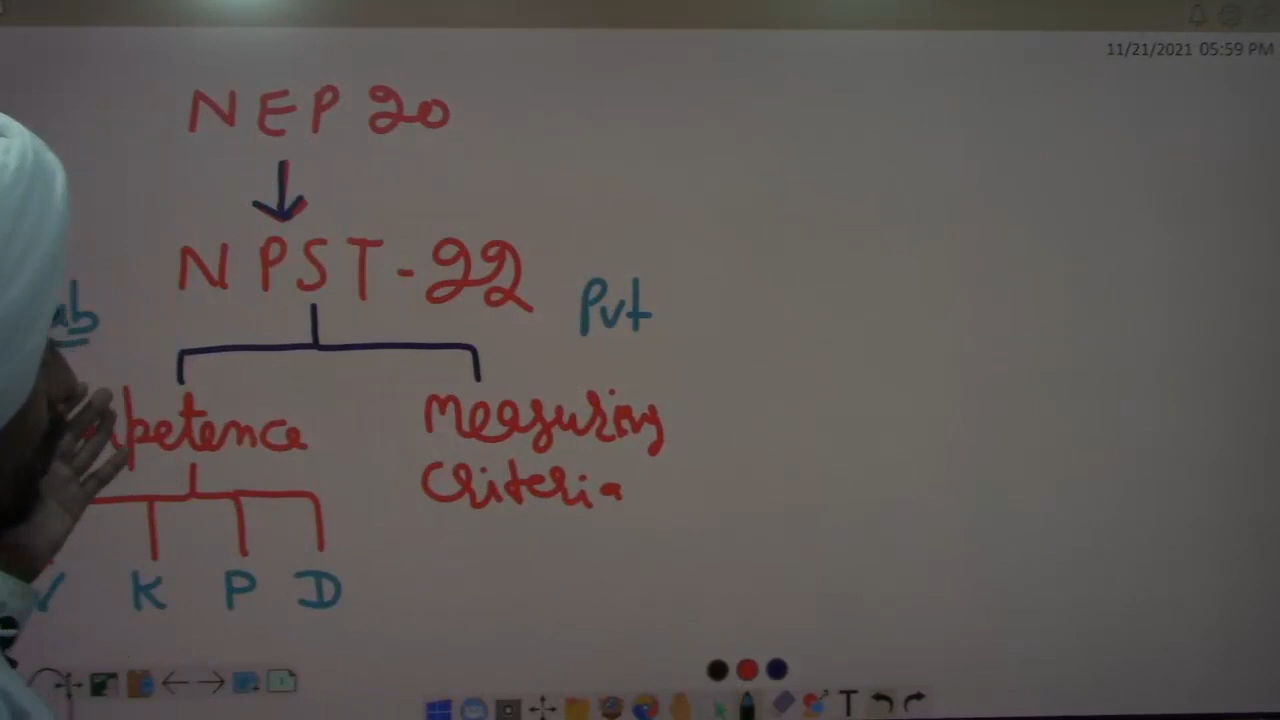 11/21/2021 05:59 PM
NEP 20
NPST-22
Pvt
Measuring
Criteria
K P D
T